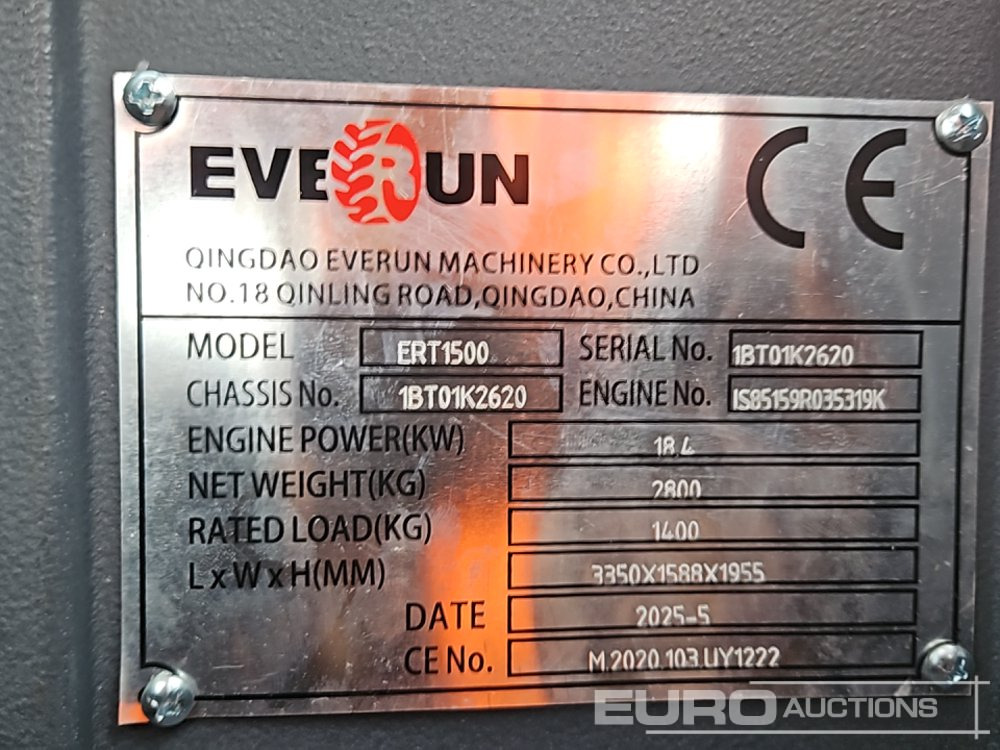 EVERUN CE
QINGDAO EVERUN MACHINERY CO.,LTD
NO.18 QINLING ROAD,QINGDAO,CHINA
MODEL ERT1500 SERIAL No. 1BT01K2620
CHASSIS No. 1BT01K2620 ENGINE No. IS85159R035319K
ENGINE POWER(KW) 18.4
NET WEIGHT(KG) 2800
RATED LOAD(KG) 1400
L x W x H(MM) 3350X1588X1955
DATE 2025-5
CE No. M.2020.103.UY1222
EURO AUCTIONS